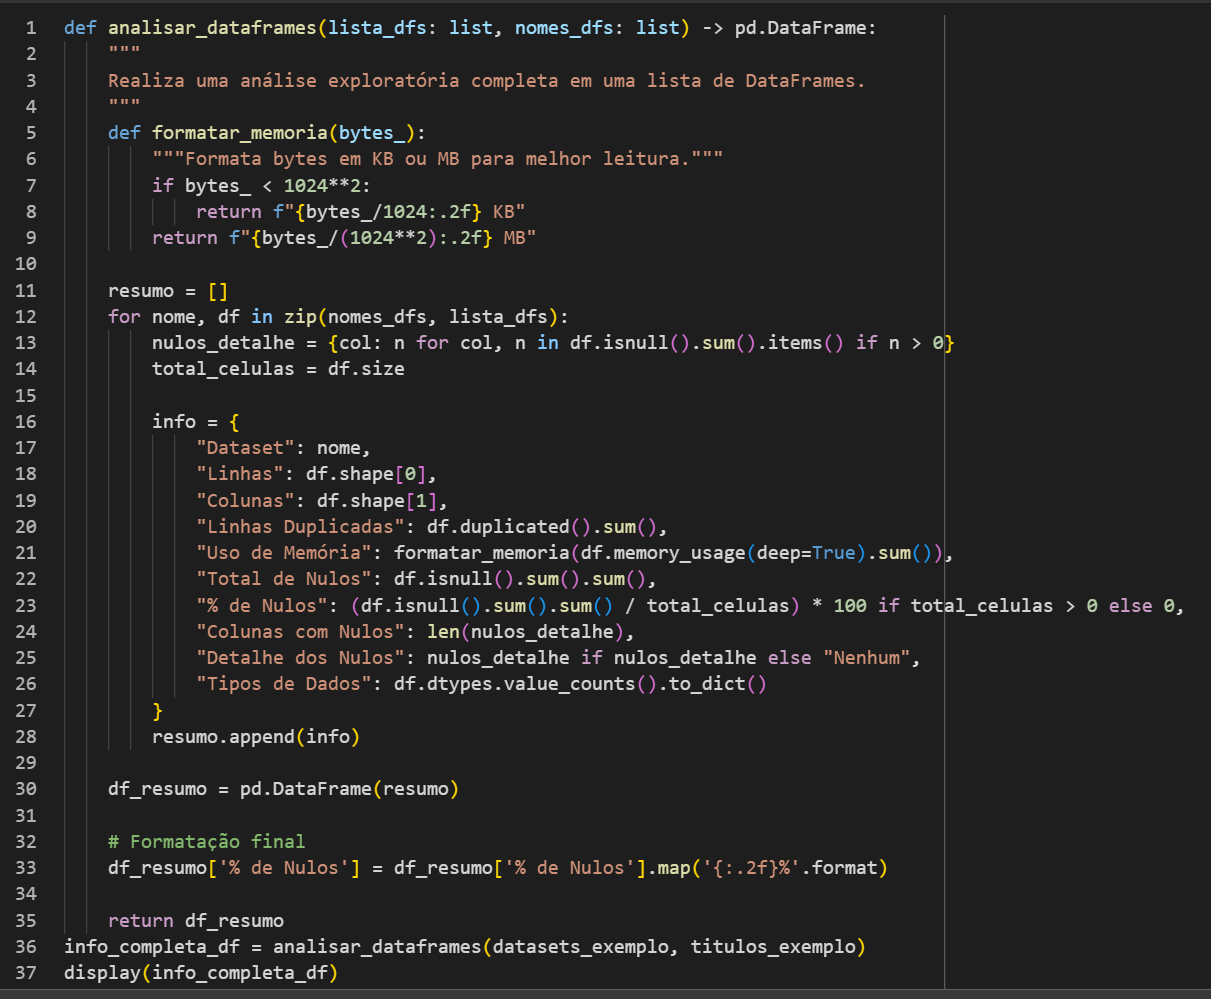 1 def analisar_dataframes(lista_dfs: list, nomes_dfs: list) -> pd.DataFrame:
2     """
3     Realiza uma análise exploratória completa em uma lista de DataFrames.
4     """
5     def formatar_memoria(bytes_):
6         """Formata bytes em KB ou MB para melhor leitura."""
7         if bytes_ < 1024**2:
8             return f"{bytes_/1024:.2f} KB"
9         return f"{bytes_/(1024**2):.2f} MB"
10
11     resumo = []
12     for nome, df in zip(nomes_dfs, lista_dfs):
13         nulos_detalhe = {col: n for col, n in df.isnull().sum().items() if n > 0}
14         total_celulas = df.size
15
16         info = {
17             "Dataset": nome,
18             "Linhas": df.shape[0],
19             "Colunas": df.shape[1],
20             "Linhas Duplicadas": df.duplicated().sum(),
21             "Uso de Memória": formatar_memoria(df.memory_usage(deep=True).sum()),
22             "Total de Nulos": df.isnull().sum().sum(),
23             "% de Nulos": (df.isnull().sum().sum() / total_celulas) * 100 if total_celulas > 0 else 0,
24             "Colunas com Nulos": len(nulos_detalhe),
25             "Detalhe dos Nulos": nulos_detalhe if nulos_detalhe else "Nenhum",
26             "Tipos de Dados": df.dtypes.value_counts().to_dict()
27         }
28         resumo.append(info)
29
30     df_resumo = pd.DataFrame(resumo)
31
32     # Formatação final
33     df_resumo['% de Nulos'] = df_resumo['% de Nulos'].map('{:.2f}%'.format)
34
35     return df_resumo
36 info_completa_df = analisar_dataframes(datasets_exemplo, titulos_exemplo)
37 display(info_completa_df)